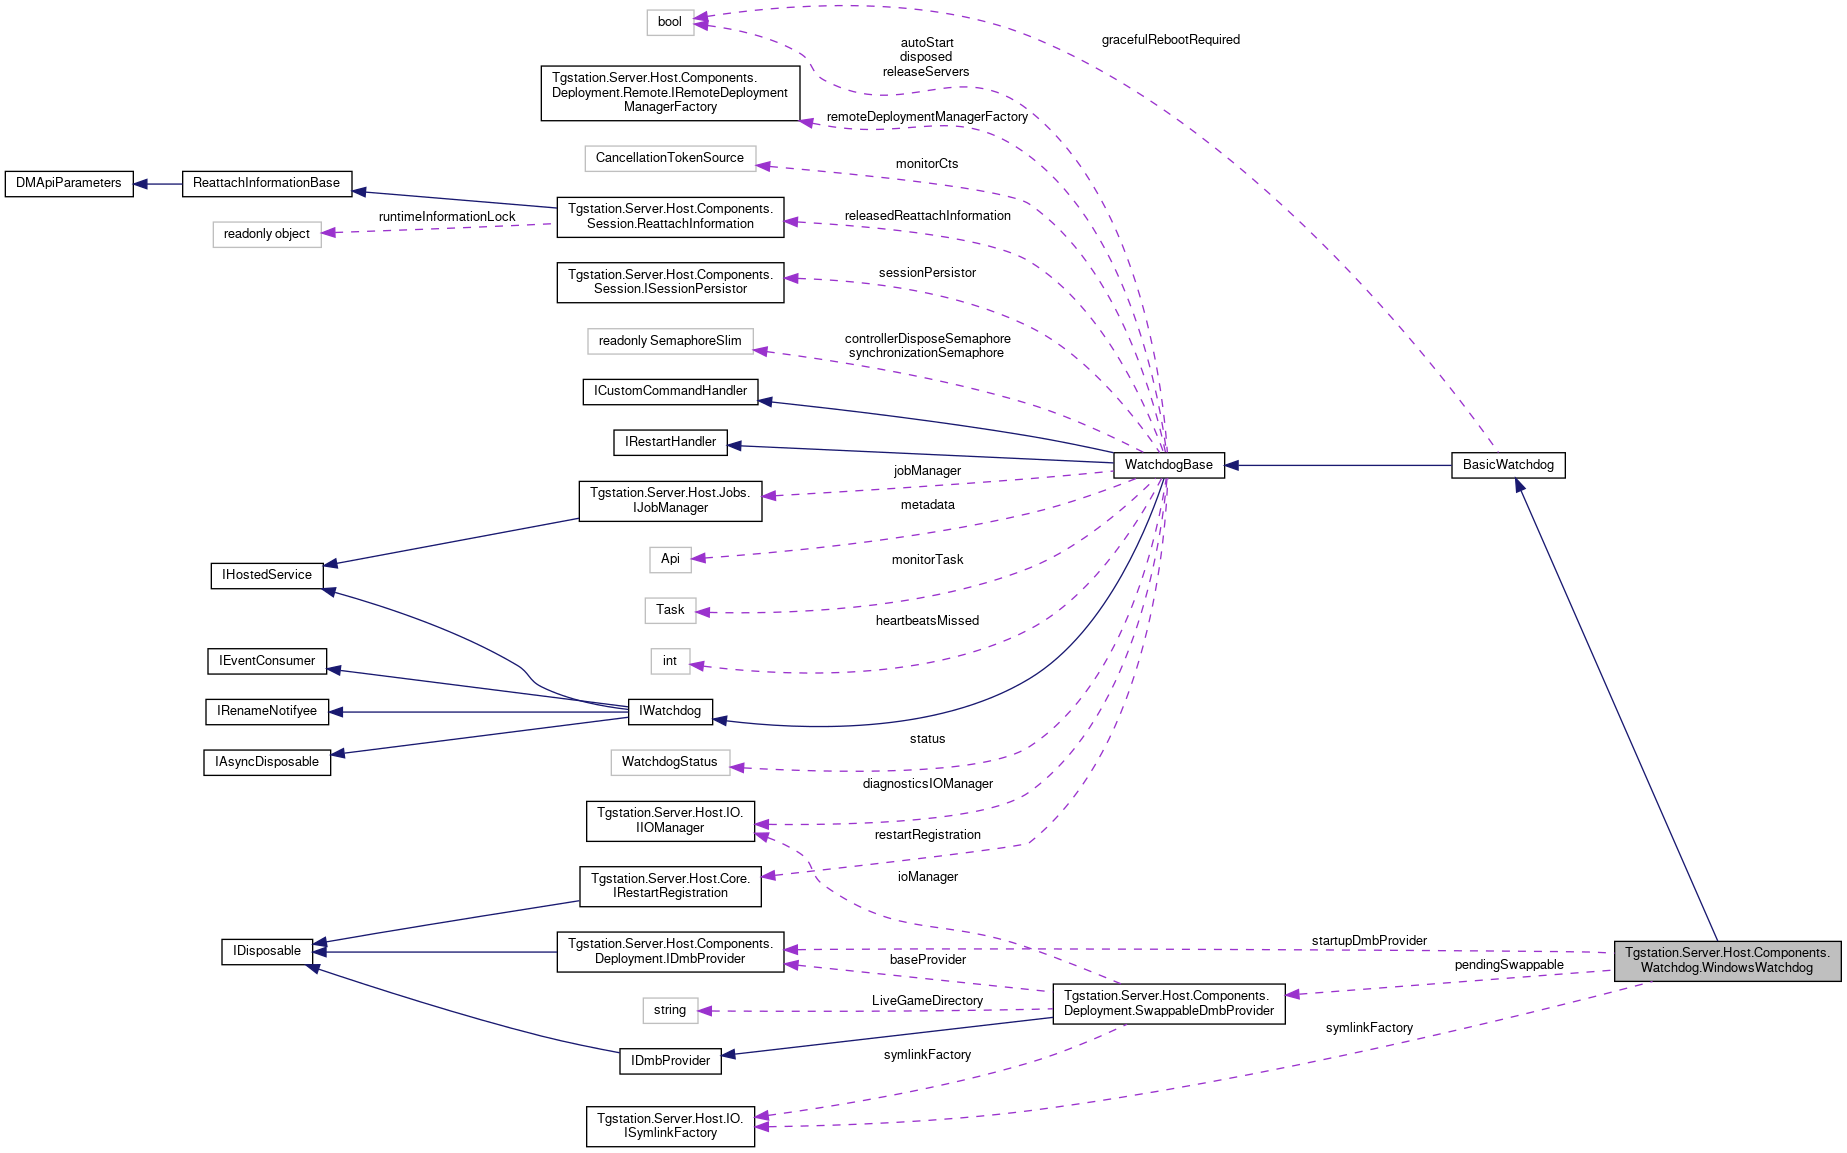 bool
gracefulRebootRequired
autoStart
disposed
releaseServers
Tgstation.Server.Host.Components.
Deployment.Remote.IRemoteDeployment
ManagerFactory
remoteDeploymentManagerFactory
CancellationTokenSource
monitorCts
DMApiParameters
ReattachInformationBase
runtimeInformationLock
readonly object
Tgstation.Server.Host.Components.
Session.ReattachInformation
releasedReattachInformation
Tgstation.Server.Host.Components.
Session.ISessionPersistor
sessionPersistor
readonly SemaphoreSlim
controllerDisposeSemaphore
synchronizationSemaphore
ICustomCommandHandler
IRestartHandler
WatchdogBase
BasicWatchdog
Tgstation.Server.Host.Jobs.
IJobManager
jobManager
metadata
Api
IHostedService
monitorTask
Task
heartbeatsMissed
int
IEventConsumer
IRenameNotifyee
IWatchdog
IAsyncDisposable
status
WatchdogStatus
diagnosticsIOManager
Tgstation.Server.Host.IO.
IIOManager
restartRegistration
ioManager
Tgstation.Server.Host.Core.
IRestartRegistration
IDisposable
Tgstation.Server.Host.Components.
Deployment.IDmbProvider
startupDmbProvider
baseProvider
pendingSwappable
Tgstation.Server.Host.Components.
Watchdog.WindowsWatchdog
string
LiveGameDirectory
Tgstation.Server.Host.Components.
Deployment.SwappableDmbProvider
symlinkFactory
IDmbProvider
symlinkFactory
Tgstation.Server.Host.IO.
ISymlinkFactory